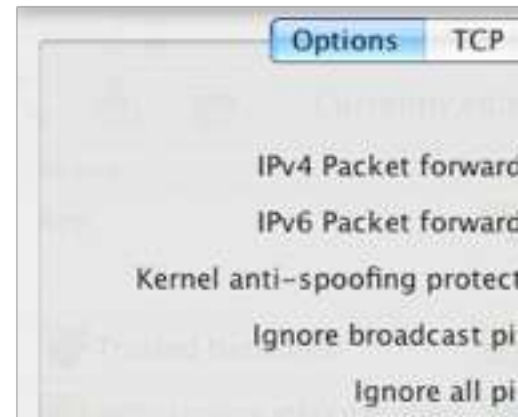 Options TCP
IPv4 Packet forward
IPv6 Packet forward
Kernel anti-spoofing protect
Ignore broadcast pi
Ignore all pi